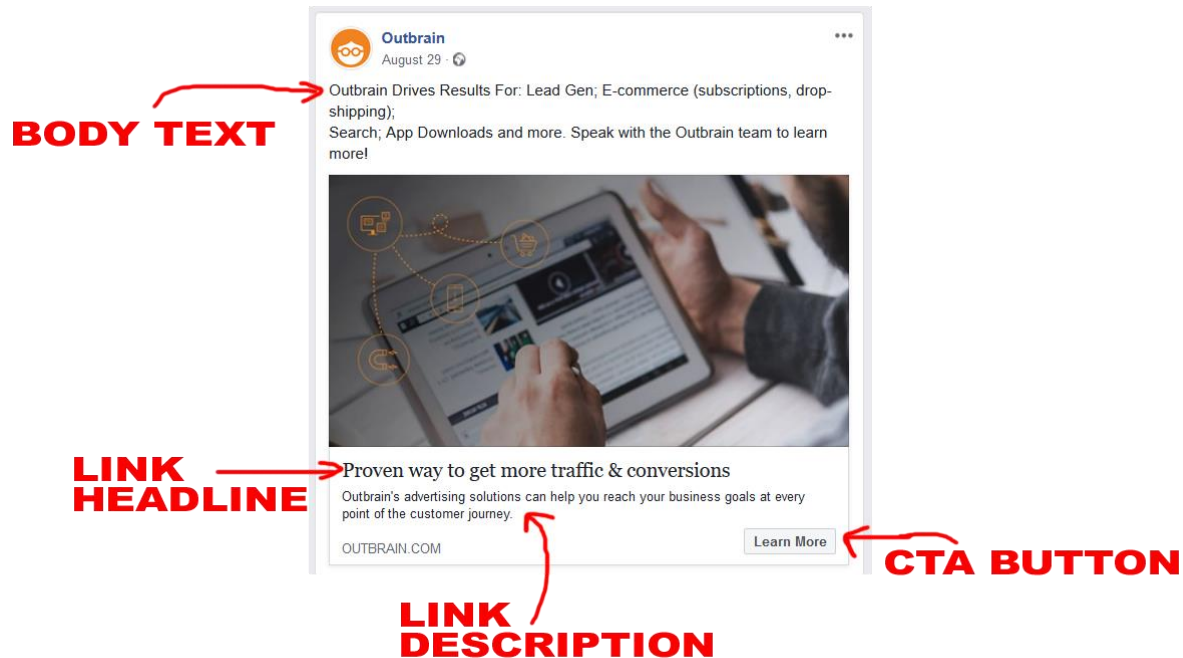 Outbrain
August 29 ·
Outbrain Drives Results For: Lead Gen; E-commerce (subscriptions, drop-
shipping);
Search; App Downloads and more. Speak with the Outbrain team to learn
more!
BODY TEXT
LINK
HEADLINE
Proven way to get more traffic & conversions
Outbrain's advertising solutions can help you reach your business goals at every
point of the customer journey.
OUTBRAIN.COM
Learn More
CTA BUTTON
LINK
DESCRIPTION